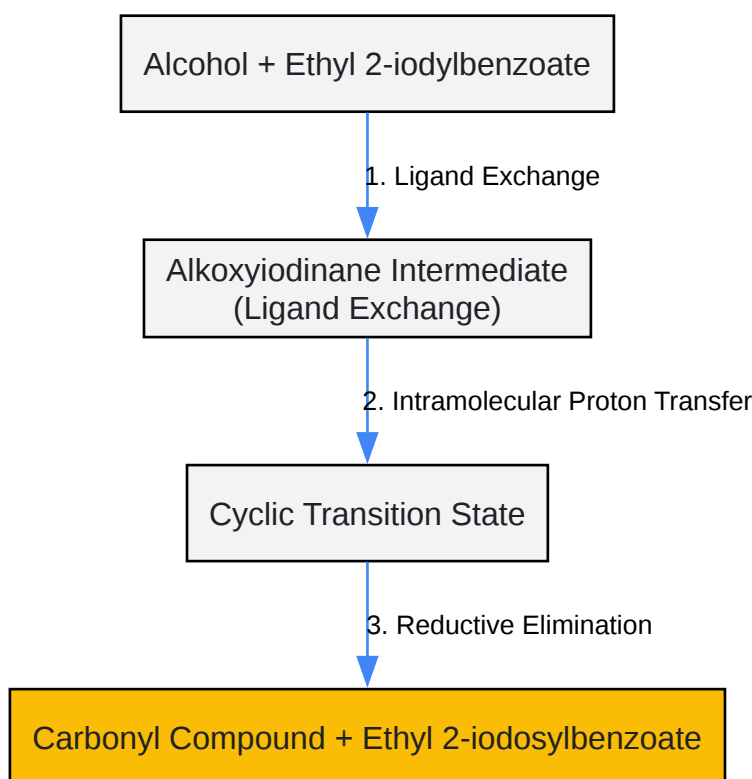 Alcohol + Ethyl 2-iodylbenzoate
1. Ligand Exchange
Alkoxyiodinane Intermediate
(Ligand Exchange)
2. Intramolecular Proton Transfer
Cyclic Transition State
3. Reductive Elimination
Carbonyl Compound + Ethyl 2-iodosylbenzoate